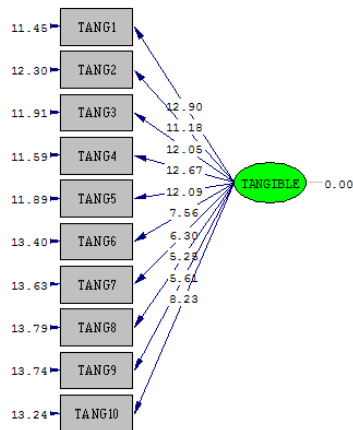 11.45 TANG1
12.90
12.30 TANG2
11.18
11.91 TANG3
12.05
11.59 TANG4
12.67
11.89 TANG5
12.09
TANGIBLE 0.00
13.40 TANG6
7.56
13.63 TANG7
6.30
13.79 TANG8
5.25
13.74 TANG9
5.61
13.24 TANG10
8.23